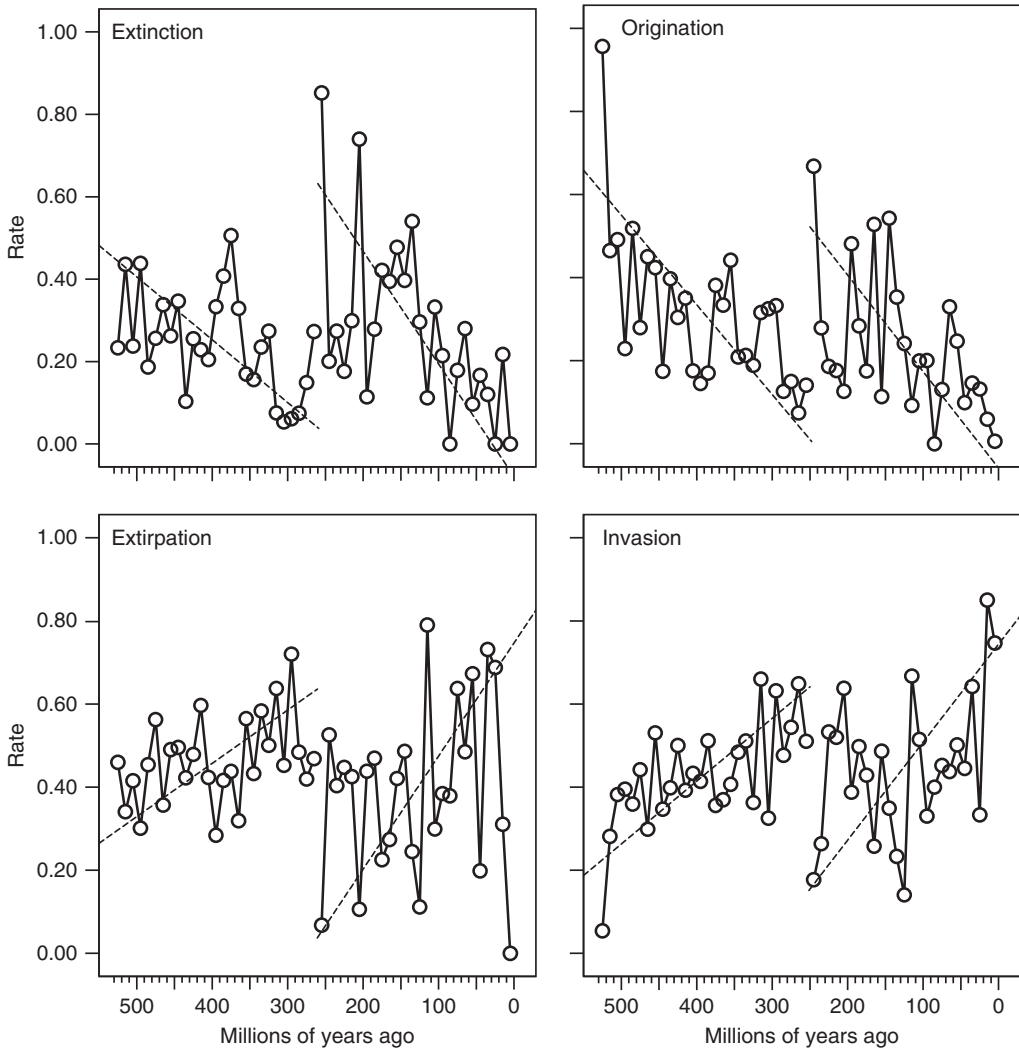 Extinction
Origination
1.00
0.80
0.60
0.40
0.20
0.00
Rate
Extirpation
Invasion
1.00
0.80
0.60
0.40
0.20
0.00
Rate
500 400 300 200 100 0
500 400 300 200 100 0
Millions of years ago
Millions of years ago